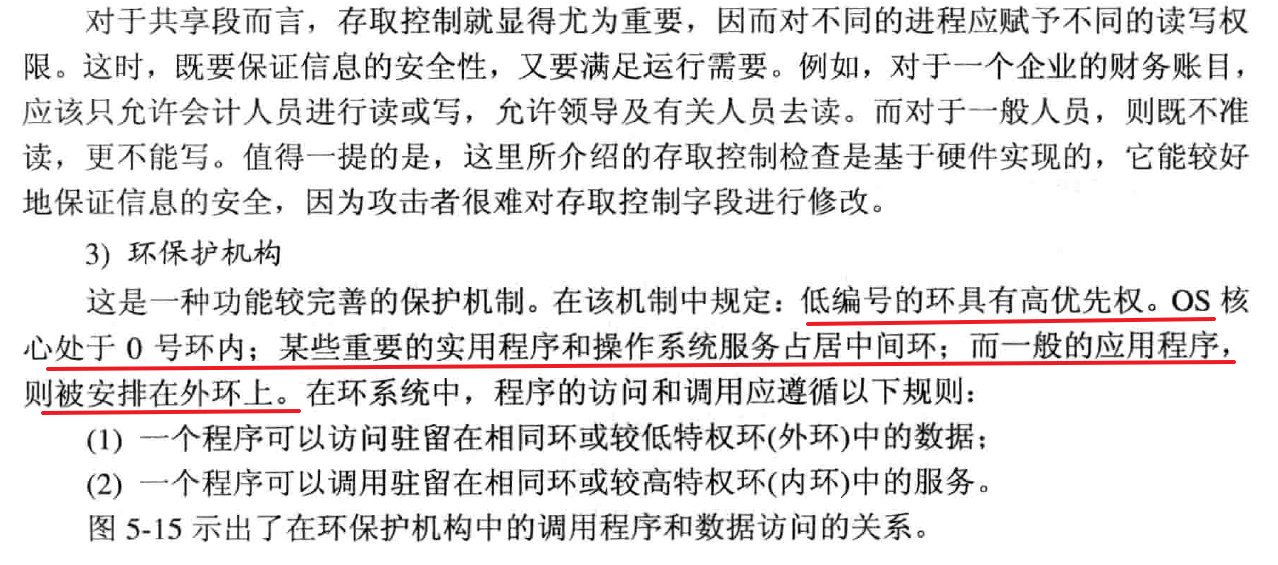 对于共享段而言，存取控制就显得尤为重要，因而对不同的进程应赋予不同的读写权
限。这时，既要保证信息的安全性，又要满足运行需要。例如，对于一个企业的财务账目，
应该只允许会计人员进行读或写，允许领导及有关人员去读。而对于一般人员，则既不准
读，更不能写。值得一提的是，这里所介绍的存取控制检查是基于硬件实现的，它能较好
地保证信息的安全，因为攻击者很难对存取控制字段进行修改。
3) 环保护机构
这是一种功能较完善的保护机制。在该机制中规定：低编号的环具有高优先权。OS 核
心处于 0 号环内；某些重要的实用程序和操作系统服务占居中间环；而一般的应用程序，
则被安排在外环上。在环系统中，程序的访问和调用应遵循以下规则：
(1) 一个程序可以访问驻留在相同环或较低特权环(外环)中的数据；
(2) 一个程序可以调用驻留在相同环或较高特权环(内环)中的服务。
图 5-15 示出了在环保护机构中的调用程序和数据访问的关系。